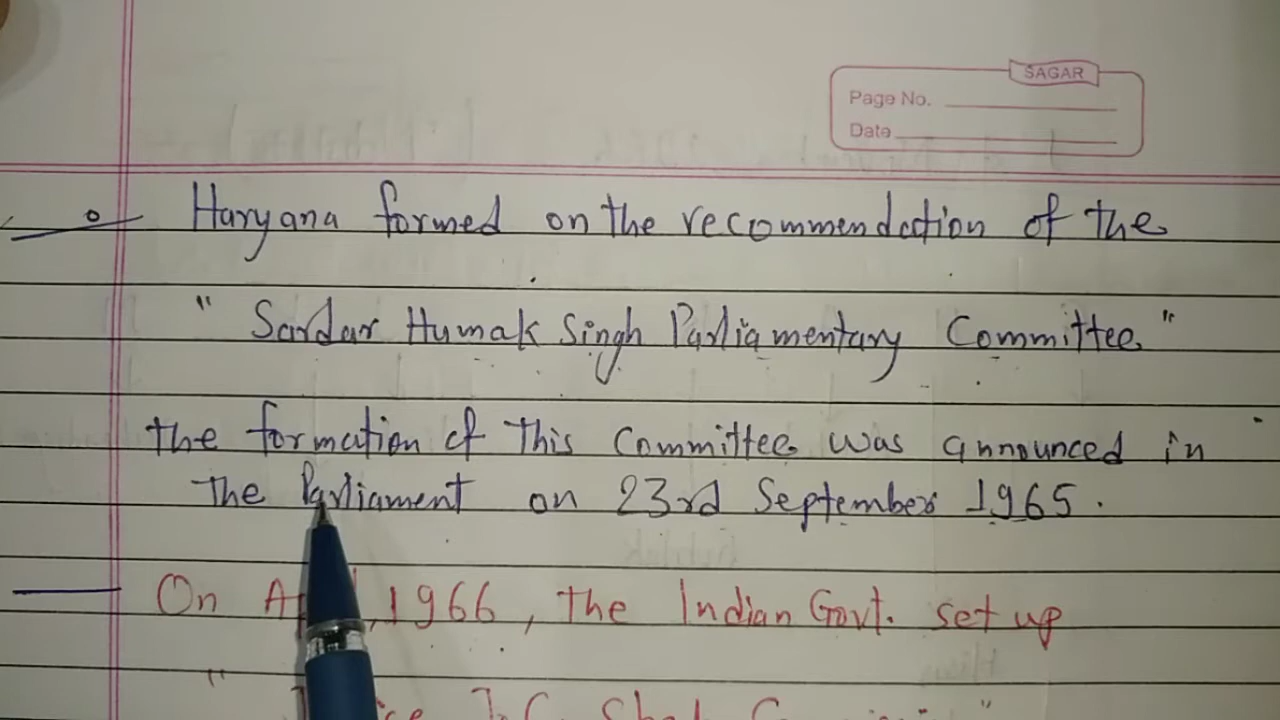 SAGAR
Page No.
Date
Haryana formed on the recommendation of the
" Sardar Humak Singh Parliamentary Committee "
the formation of this Committee was announced in
the Parliament on 23rd September 1965.
On 1966, the Indian Govt. set up
" J.C. Shah "